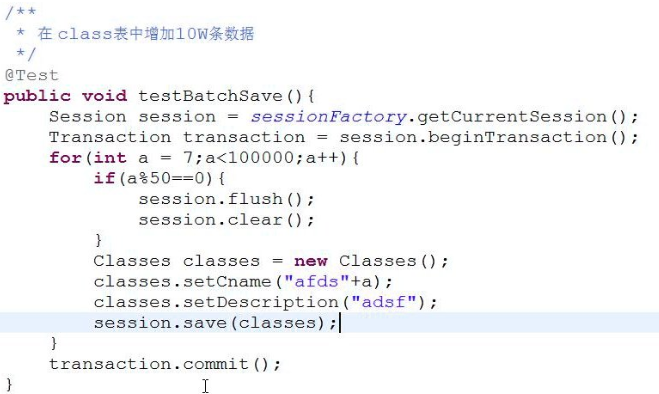 /**
 * 在class表中增加10W条数据
 */
@Test
public void testBatchSave(){
    Session session = sessionFactory.getCurrentSession();
    Transaction transaction = session.beginTransaction();
    for(int a = 7;a<100000;a++){
        if(a%50==0){
            session.flush();
            session.clear();
        }
        Classes classes = new Classes();
        classes.setCname("afds"+a);
        classes.setDescription("adsf");
        session.save(classes);
    }
    transaction.commit();
}